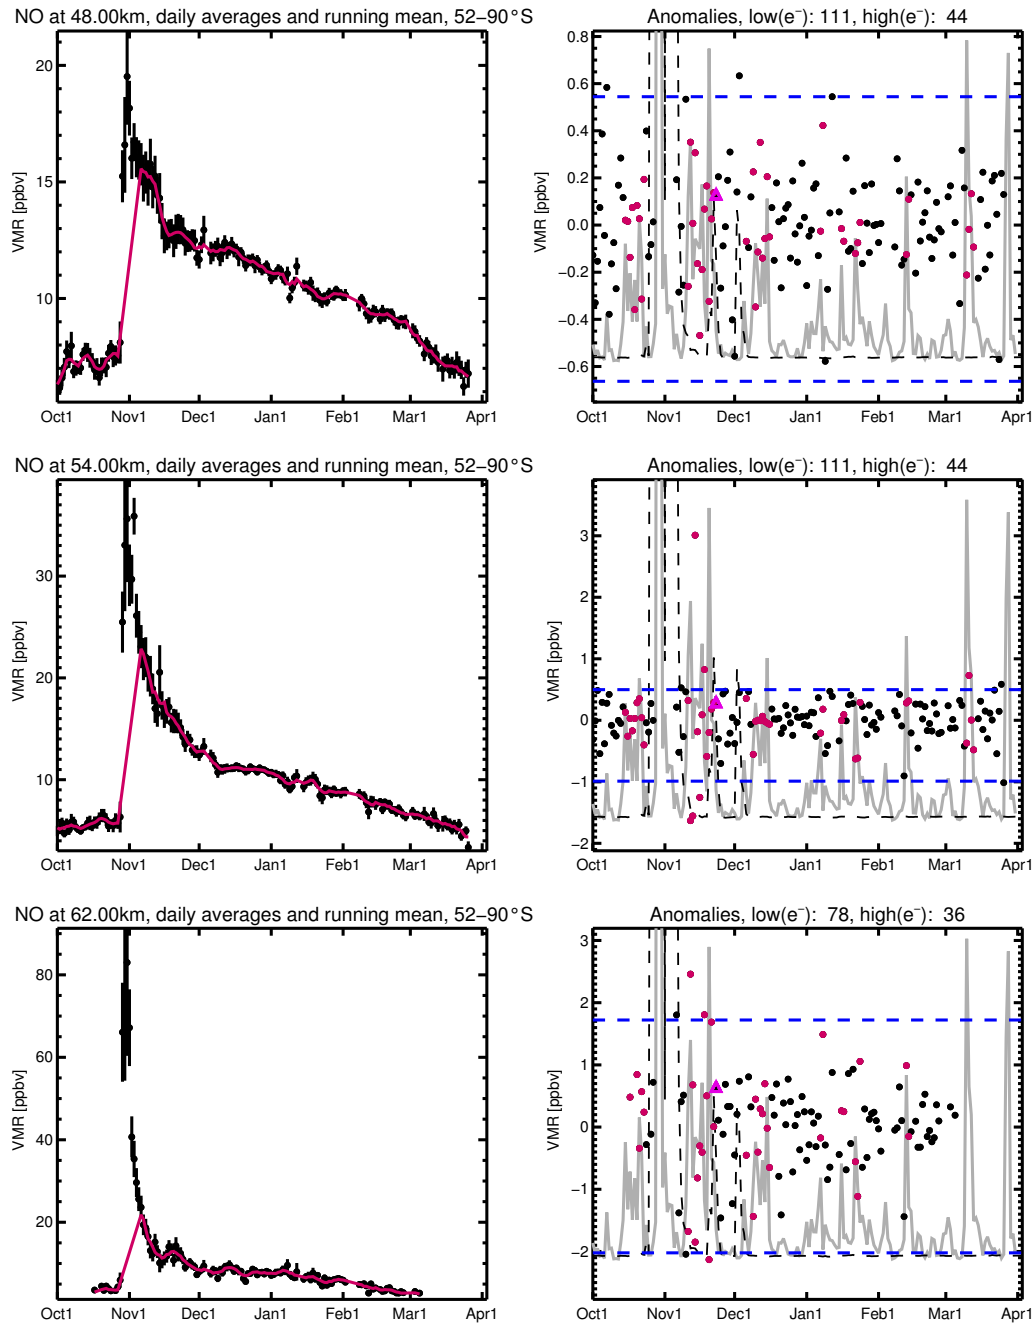 NO at 48.00km, daily averages and running mean, 52–90°S
VMR [ppbv]
20
15
10
Oct1 Nov1 Dec1 Jan1 Feb1 Mar1 Apr1
Anomalies, low(e⁻): 111, high(e⁻): 44
VMR [ppbv]
0.8
0.6
0.4
0.2
0.0
−0.2
−0.4
−0.6
Oct1 Nov1 Dec1 Jan1 Feb1 Mar1 Apr1
NO at 54.00km, daily averages and running mean, 52–90°S
VMR [ppbv]
30
20
10
Oct1 Nov1 Dec1 Jan1 Feb1 Mar1 Apr1
Anomalies, low(e⁻): 111, high(e⁻): 44
VMR [ppbv]
3
2
1
0
−1
−2
Oct1 Nov1 Dec1 Jan1 Feb1 Mar1 Apr1
NO at 62.00km, daily averages and running mean, 52–90°S
VMR [ppbv]
80
60
40
20
Oct1 Nov1 Dec1 Jan1 Feb1 Mar1 Apr1
Anomalies, low(e⁻): 78, high(e⁻): 36
VMR [ppbv]
3
2
1
0
−1
−2
Oct1 Nov1 Dec1 Jan1 Feb1 Mar1 Apr1